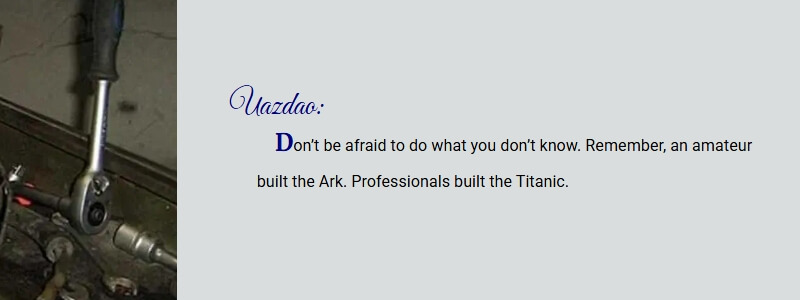 Uazdao:
Don’t be afraid to do what you don’t know. Remember, an amateur
built the Ark. Professionals built the Titanic.